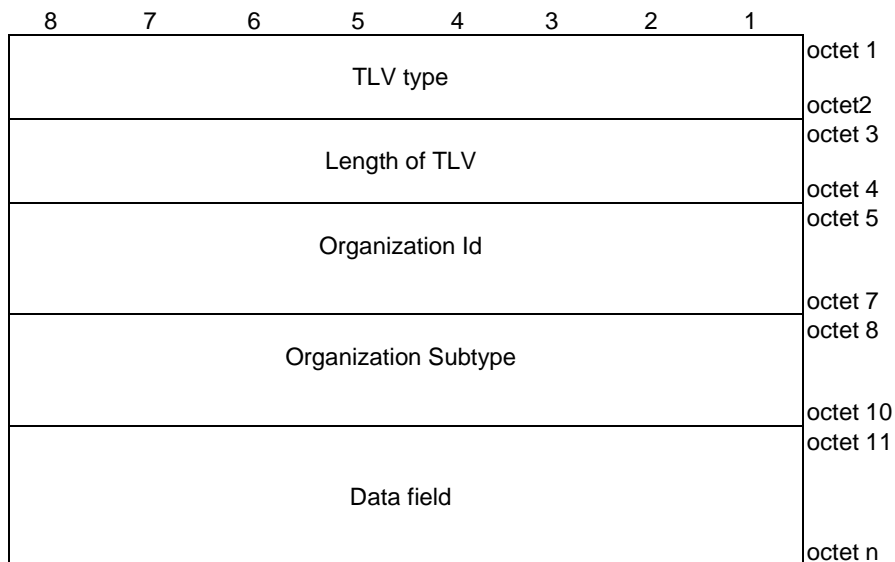 8 7 6 5 4 3 2 1
octet 1
TLV type
octet2
octet 3
Length of TLV
octet 4
octet 5
Organization Id
octet 7
octet 8
Organization Subtype
octet 10
octet 11
Data field
octet n